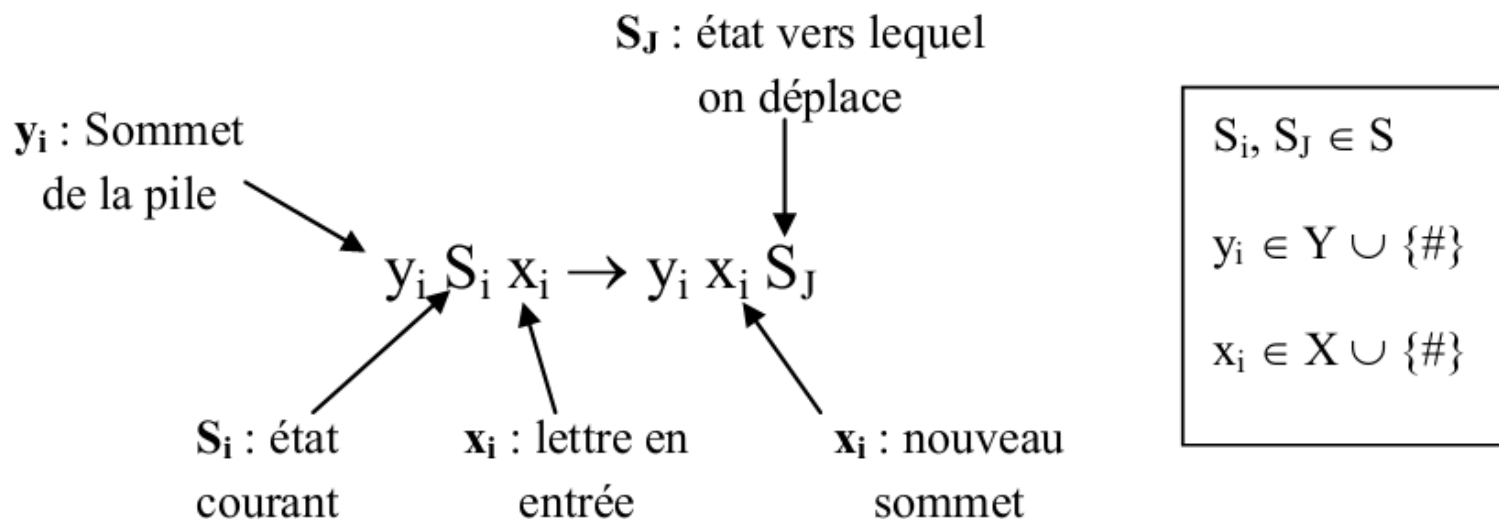 S_J : état vers lequel
on déplace
y_i : Sommet
de la pile
y_i S_i x_i → y_i x_i S_J
S_i : état
courant
x_i : lettre en
entrée
x_i : nouveau
sommet
S_i, S_J ∈ S
y_i ∈ Y ∪ {#}
x_i ∈ X ∪ {#}